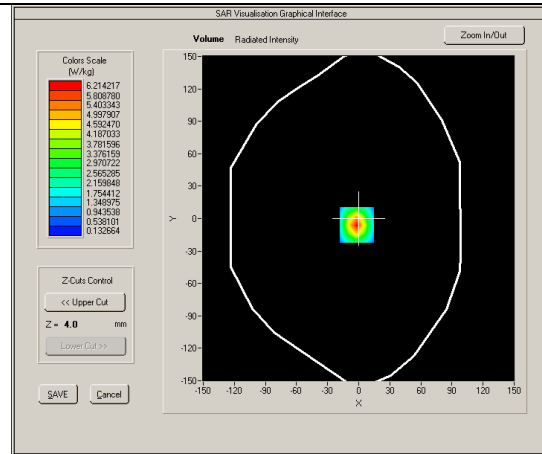 SAR Visualisation Graphical Interface
Volume Radiated Intensity
Zoom In/Out
Colors Scale
(W/kg)
6.214217
5.808780
5.403343
4.997907
4.592470
4.187033
3.781596
3.376159
2.970722
2.565285
2.159848
1.754412
1.348975
0.943538
0.538101
0.132664
Z-Cuts Control
<< Upper Cut
Z = 4.0 mm
Lower Cut >>
SAVE Cancel
150-
120-
90-
60-
30-
0-
-30-
-60-
-90-
-120-
-150-
Y
-150 -120 -90 -60 -30 0 30 60 90 120 150
X